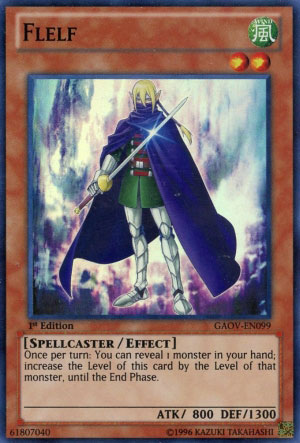 Flelf
WIND
風
1st Edition
GAOV-EN099
[Spellcaster / Effect]
Once per turn: You can reveal 1 monster in your hand;
increase the Level of this card by the Level of
that monster, until the End Phase.
ATK/ 800 DEF/1300
61807040
©1996 KAZUKI TAKAHASHI